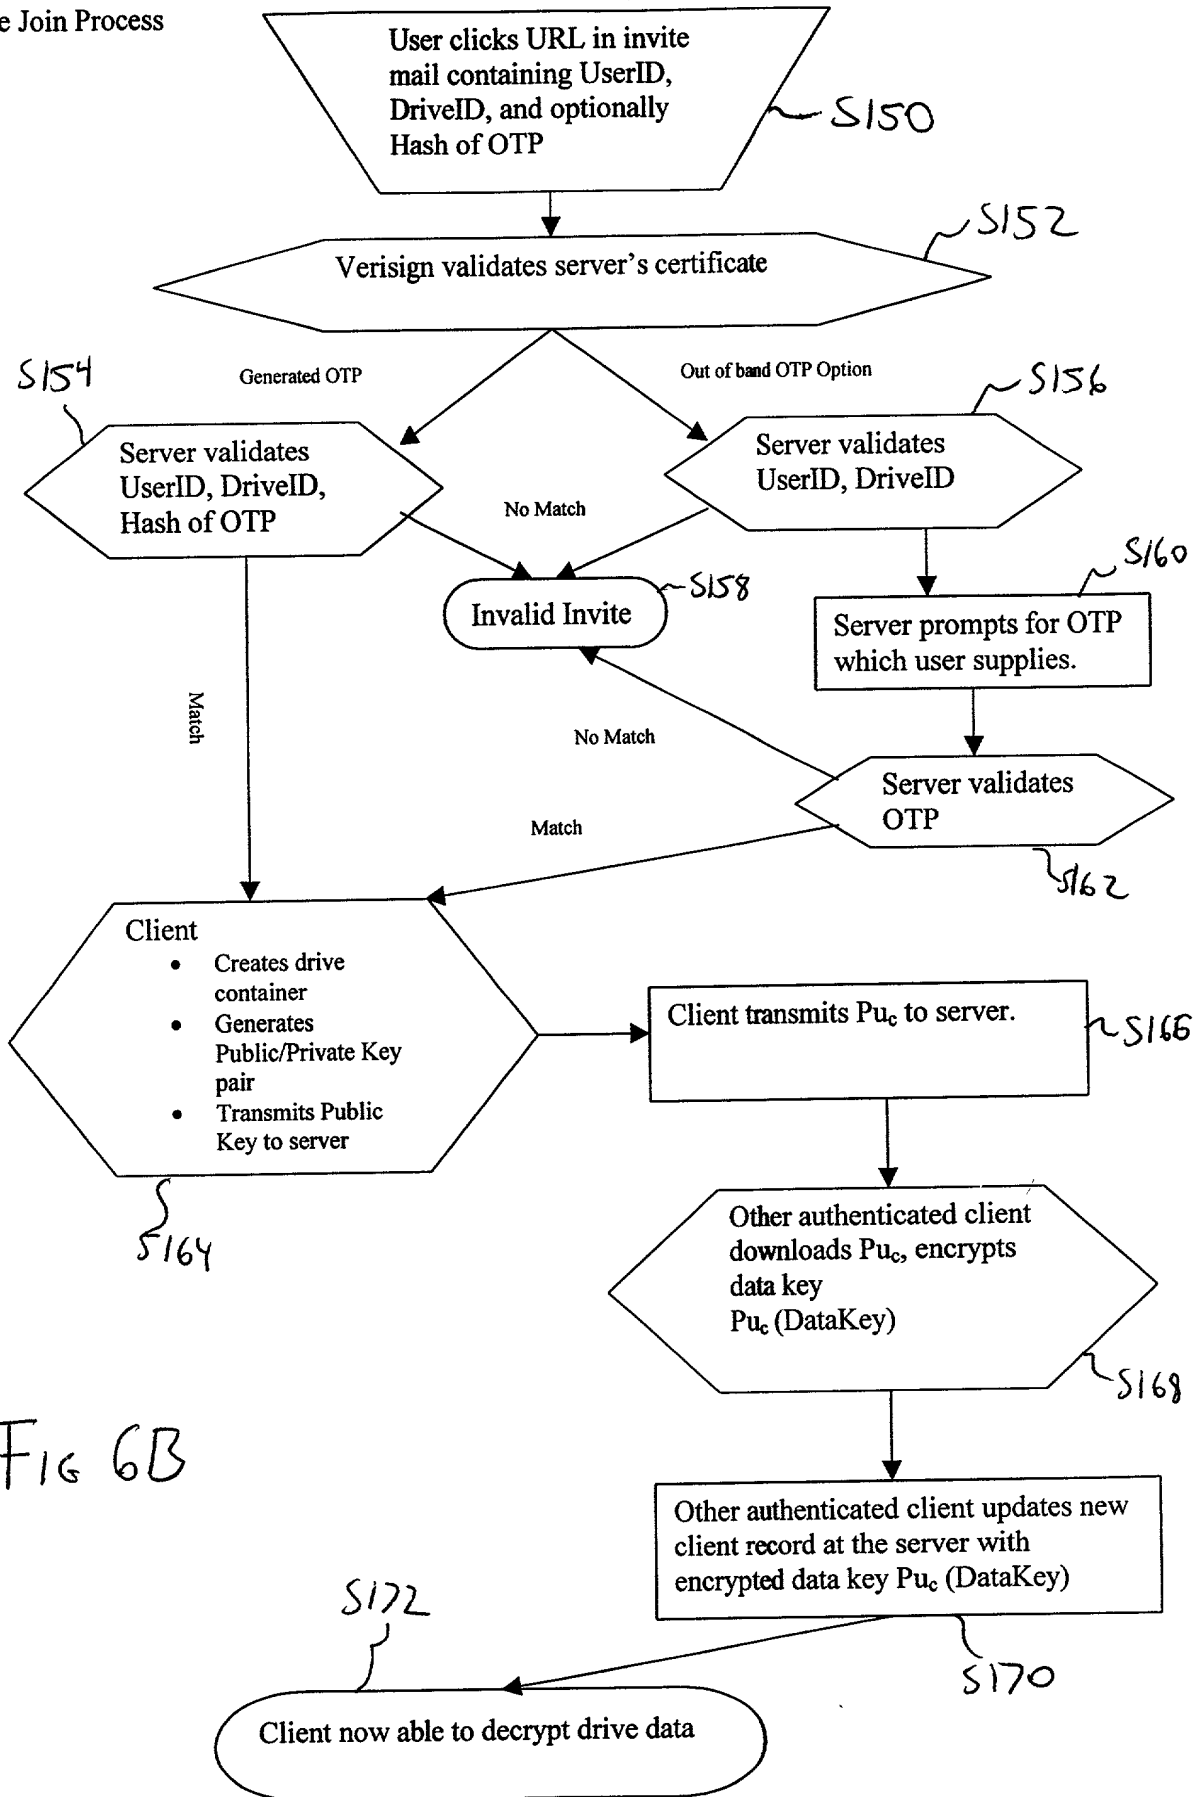 e Join Process
User clicks URL in invite
mail containing UserID,
DriveID, and optionally
Hash of OTP
S150
S152
Verisign validates server's certificate
S154
Generated OTP
Out of band OTP Option
S156
Server validates
UserID, DriveID,
Hash of OTP
Server validates
UserID, DriveID
No Match
S158
Invalid Invite
S160
Server prompts for OTP
which user supplies.
Match
No Match
Server validates
OTP
Match
S162
Client
• Creates drive
container
• Generates
Public/Private Key
pair
• Transmits Public
Key to server
Client transmits Puc to server.
S166
S164
Other authenticated client
downloads Puc, encrypts
data key
Puc (DataKey)
S168
FIG 6B
Other authenticated client updates new
client record at the server with
encrypted data key Puc (DataKey)
S172
S170
Client now able to decrypt drive data